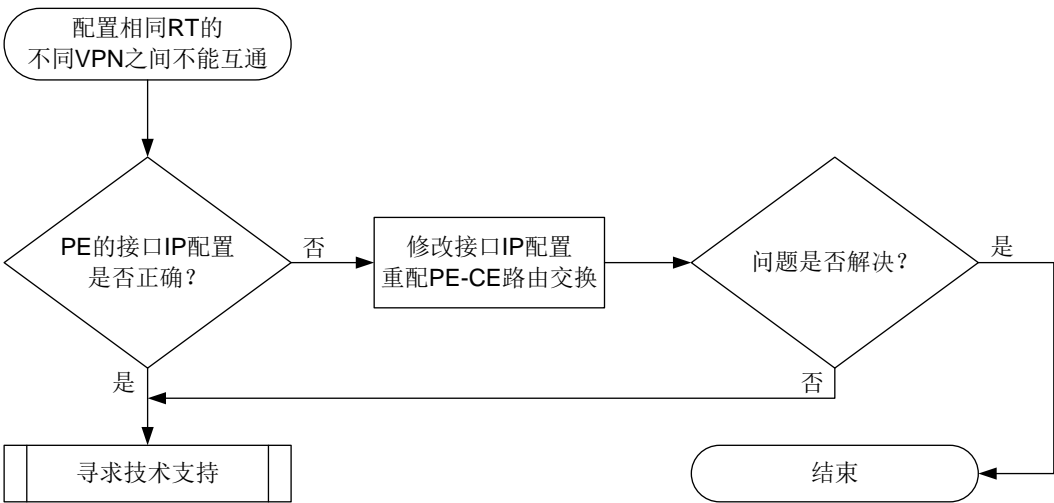 配置相同RT的
不同VPN之间不能互通
PE的接口IP配置
是否正确？
否
修改接口IP配置
重配PE-CE路由交换
问题是否解决？
是
是
否
寻求技术支持
结束